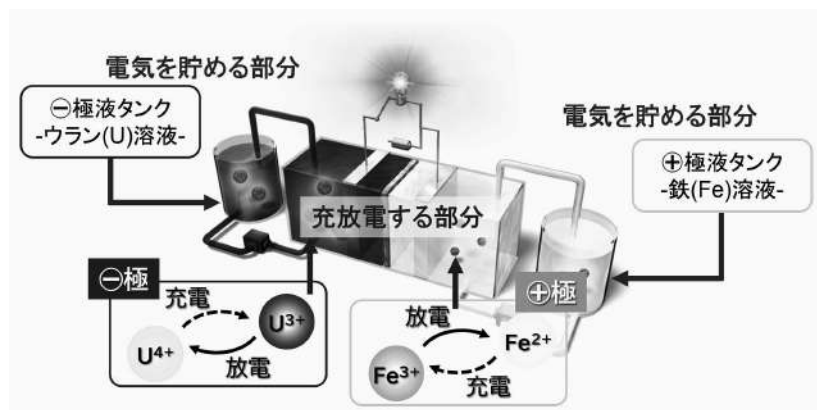 電気を貯める部分
⊖極液タンク
-ウラン(U)溶液-
電気を貯める部分
⊕極液タンク
-鉄(Fe)溶液-
充放電する部分
⊖極
充電
U³⁺
U⁴⁺
放電
⊕極
放電
Fe²⁺
Fe³⁺
充電